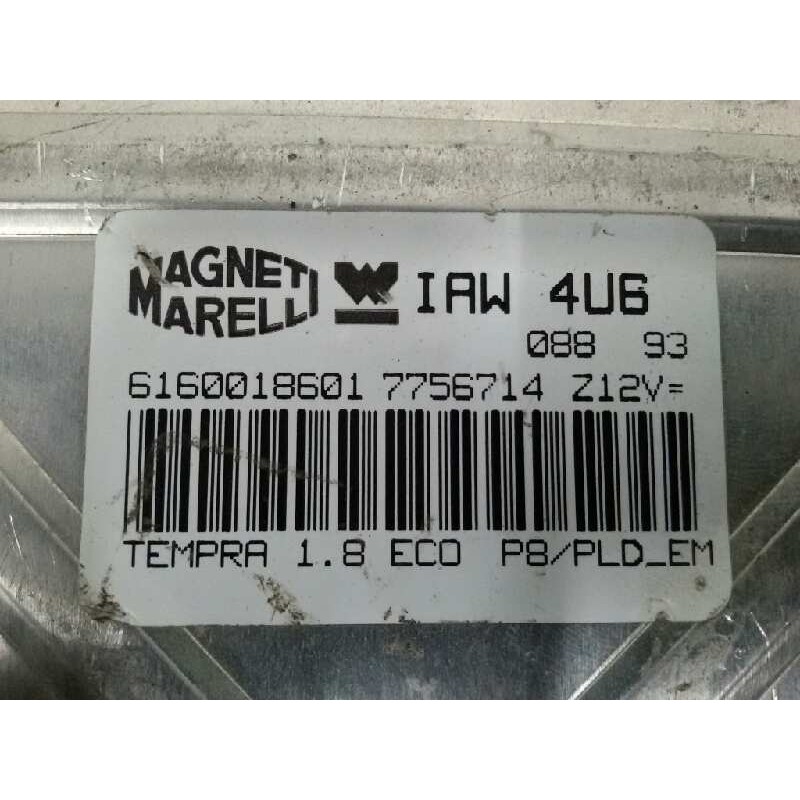 MAGNETI
MARELLI
W
IAW 4U6
088 93
6160018601 7756714 Z12V=
TEMPRA 1.8 ECO P8/PLD_EM